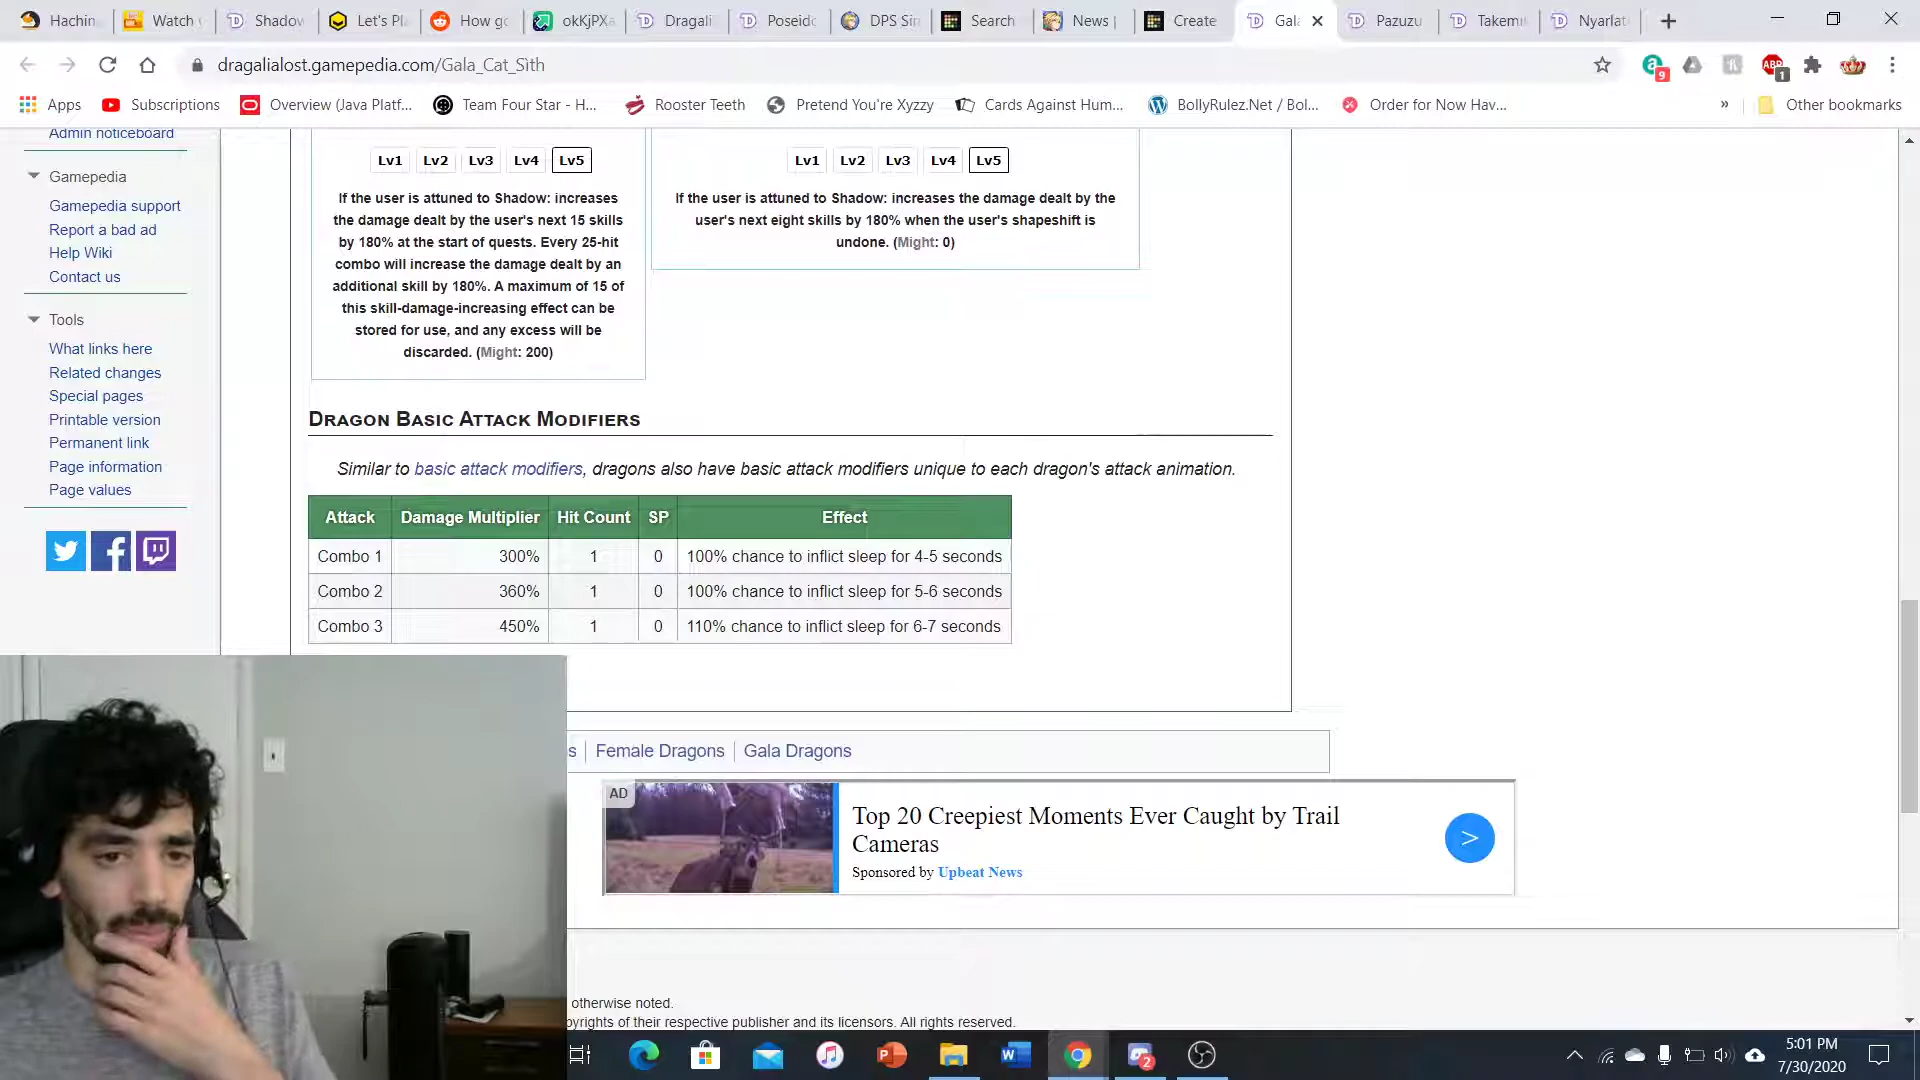 Hachin
Watch
Shadow
Let's Pl
How go
okKjPXa
Dragali
Poseid
DPS Sin
Search
News |
Create
Gal
Pazuzu
Takemi
Nyarlat
dragalialost.gamepedia.com/Gala_Cat_Sìth
9
1
Apps
Subscriptions
Overview (Java Platf...
Team Four Star - H...
Rooster Teeth
Pretend You're Xyzzy
Cards Against Hum...
BollyRulez.Net / Bol...
Order for Now Hav...
»
Other bookmarks
Admin noticeboard
Gamepedia
Gamepedia support
Report a bad ad
Help Wiki
Contact us
Tools
What links here
Related changes
Special pages
Printable version
Permanent link
Page information
Page values
Lv1 Lv2 Lv3 Lv4 Lv5
If the user is attuned to Shadow: increases
the damage dealt by the user's next 15 skills
by 180% at the start of quests. Every 25-hit
combo will increase the damage dealt by an
additional skill by 180%. A maximum of 15 of
this skill-damage-increasing effect can be
stored for use, and any excess will be
discarded. (Might: 200)
Lv1 Lv2 Lv3 Lv4 Lv5
If the user is attuned to Shadow: increases the damage dealt by the
user's next eight skills by 180% when the user's shapeshift is
undone. (Might: 0)
DRAGON BASIC ATTACK MODIFIERS
Similar to basic attack modifiers, dragons also have basic attack modifiers unique to each dragon's attack animation.
Attack Damage Multiplier Hit Count SP Effect
Combo 1 300% 1 0 100% chance to inflict sleep for 4-5 seconds
Combo 2 360% 1 0 100% chance to inflict sleep for 5-6 seconds
Combo 3 450% 1 0 110% chance to inflict sleep for 6-7 seconds
s | Female Dragons | Gala Dragons
AD
Top 20 Creepiest Moments Ever Caught by Trail
Cameras
Sponsored by Upbeat News
otherwise noted.
pyrights of their respective publisher and its licensors. All rights reserved.
2
5:01 PM
7/30/2020